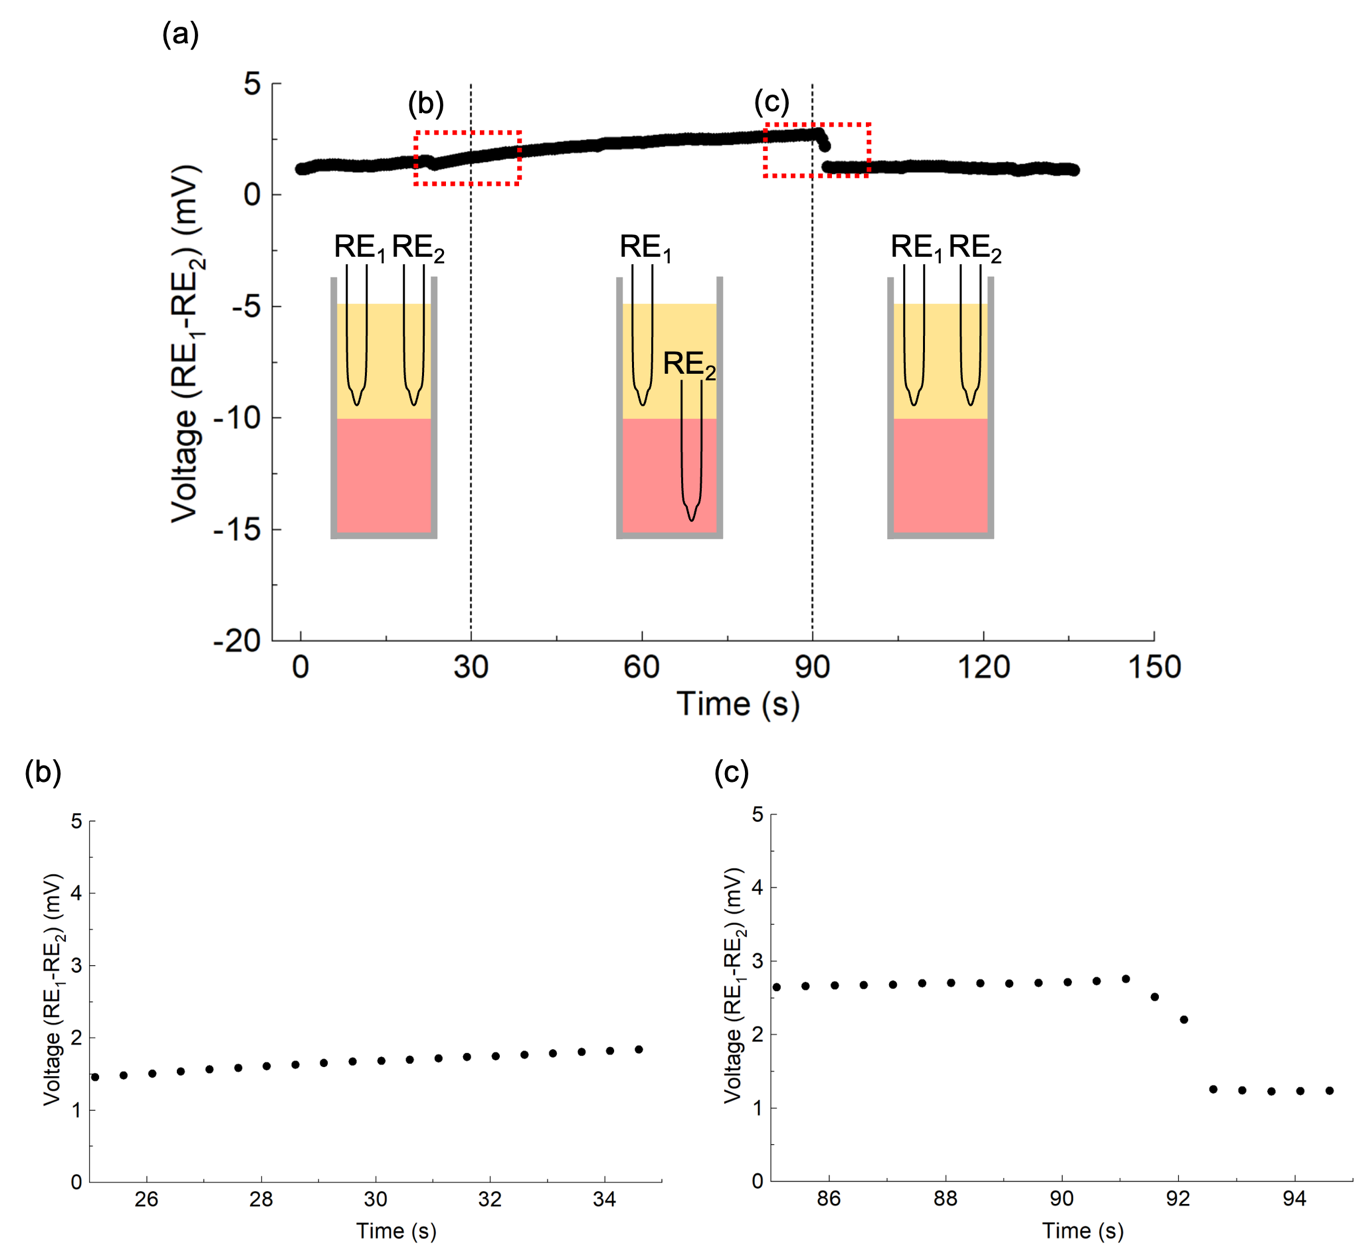 (a)
Voltage (RE1-RE2) (mV)
5
0
-5
-10
-15
-20
(b)
(c)
RE1 RE2
RE1
RE2
RE1 RE2
0 30 60 90 120 150
Time (s)
(b)
Voltage (RE1-RE2) (mV)
5
4
3
2
1
0
26 28 30 32 34
Time (s)
(c)
Voltage (RE1-RE2) (mV)
5
4
3
2
1
0
86 88 90 92 94
Time (s)